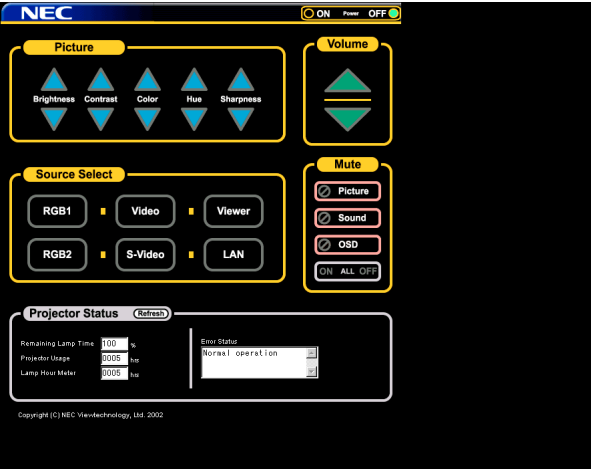 NEC
ON Power OFF
Picture
Brightness Contrast Color Hue Sharpness
Volume
Source Select
RGB1 Video Viewer
RGB2 S-Video LAN
Mute
Picture
Sound
OSD
ON ALL OFF
Projector Status Refresh
Remaining Lamp Time 100 %
Projector Usage 0005 hrs
Lamp Hour Meter 0005 hrs
Error Status
Normal operation
Copyright (C) NEC Viewtechnology, Ltd. 2002